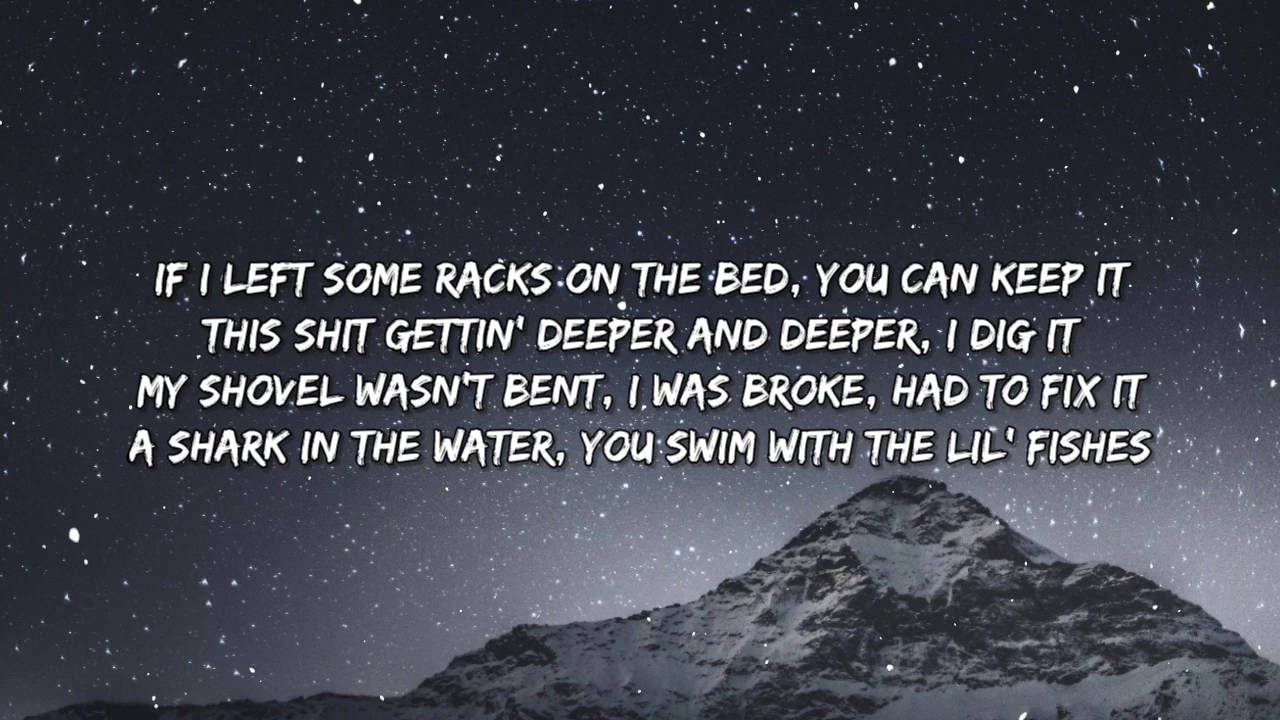 IF I LEFT SOME RACKS ON THE BED, YOU CAN KEEP IT
THIS SHIT GETTIN' DEEPER AND DEEPER, I DIG IT
MY SHOVEL WASN'T BENT, I WAS BROKE, HAD TO FIX IT
A SHARK IN THE WATER, YOU SWIM WITH THE LIL' FISHES